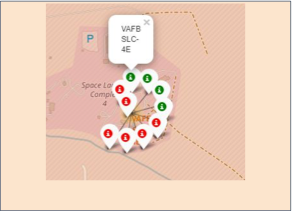 VAFB
SLC-
4E
×
P
Space La
Compl
4